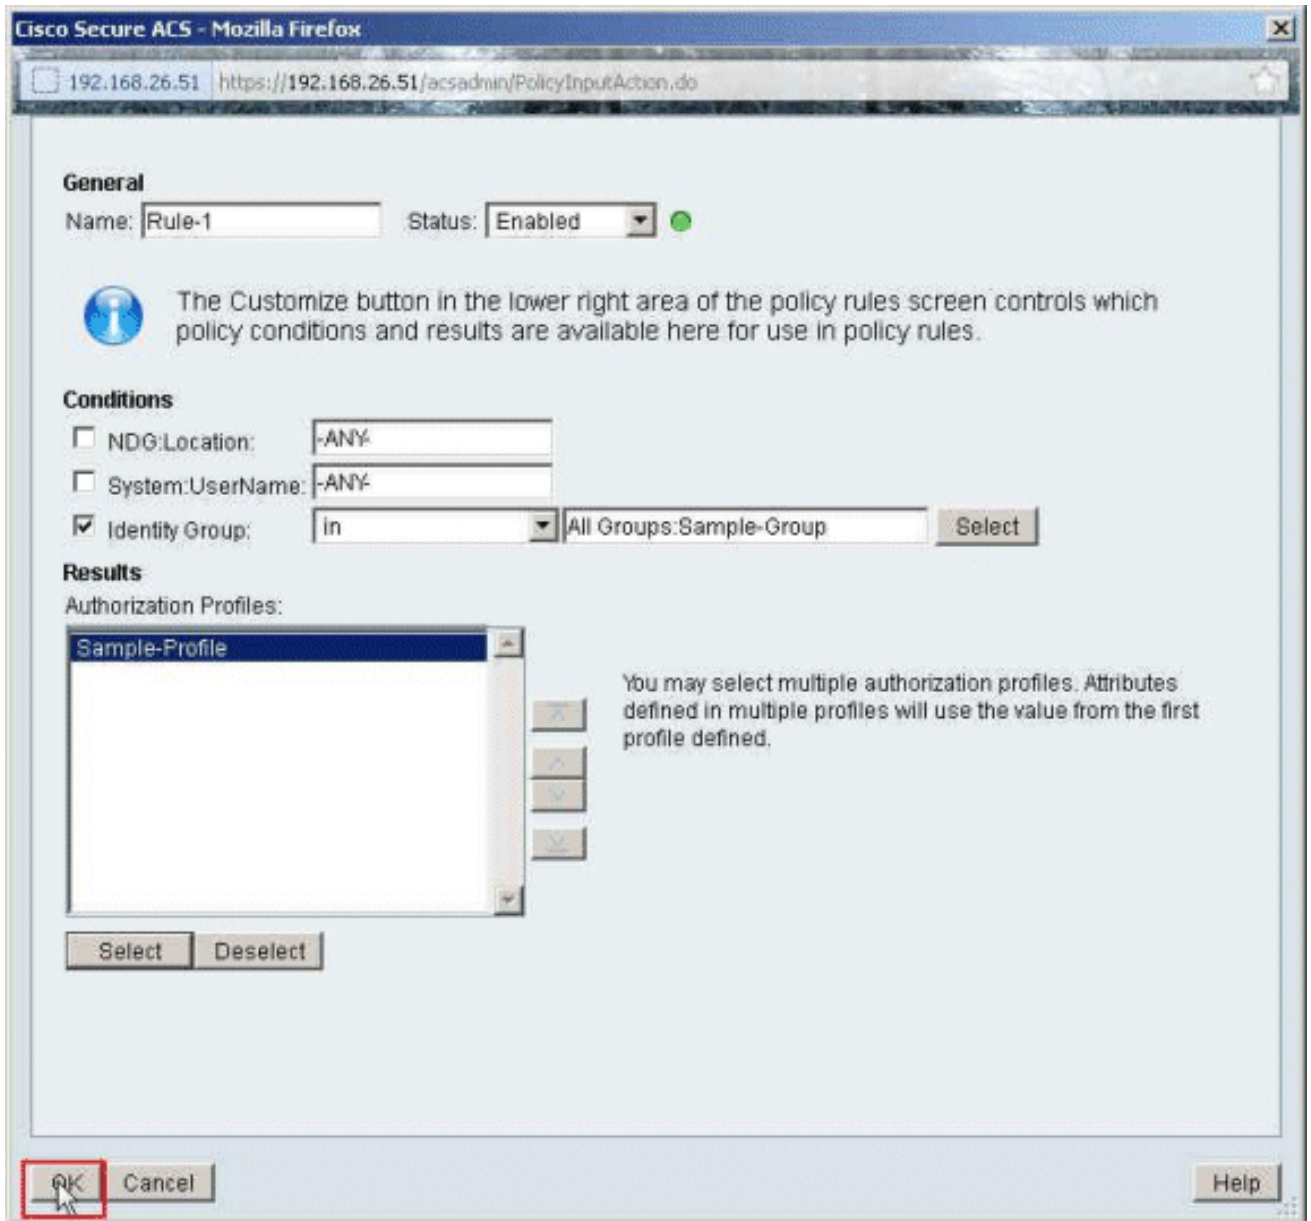 Cisco Secure ACS - Mozilla Firefox
192.168.26.51 https://192.168.26.51/acsadmin/PolicyInputAction.do
General
Name: Rule-1 Status: Enabled
The Customize button in the lower right area of the policy rules screen controls which
policy conditions and results are available here for use in policy rules.
Conditions
NDG:Location: -ANY-
System:UserName: -ANY-
Identity Group: in All Groups:Sample-Group Select
Results
Authorization Profiles:
Sample-Profile
You may select multiple authorization profiles. Attributes
defined in multiple profiles will use the value from the first
profile defined.
Select Deselect
OK Cancel Help